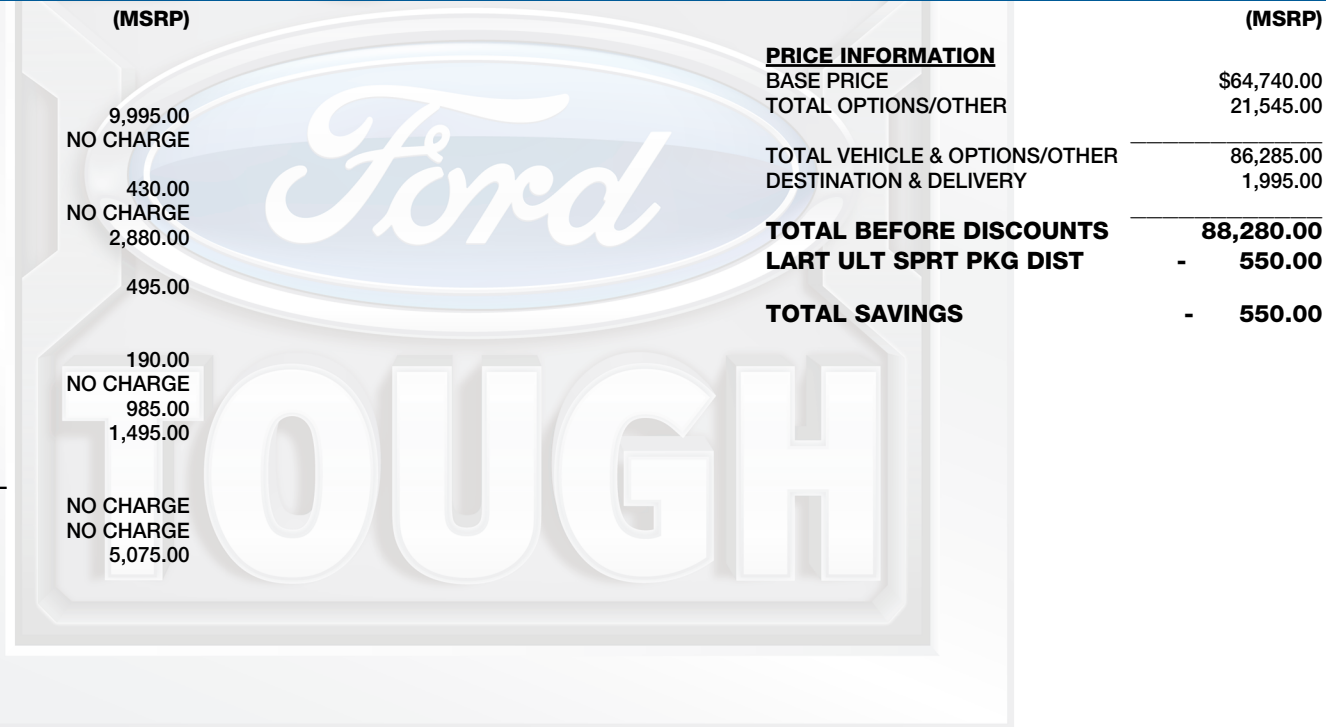 (MSRP)
9,995.00
NO CHARGE
430.00
NO CHARGE
2,880.00
495.00
190.00
NO CHARGE
985.00
1,495.00
NO CHARGE
NO CHARGE
5,075.00
(MSRP)
PRICE INFORMATION
BASE PRICE $64,740.00
TOTAL OPTIONS/OTHER 21,545.00
TOTAL VEHICLE & OPTIONS/OTHER 86,285.00
DESTINATION & DELIVERY 1,995.00
TOTAL BEFORE DISCOUNTS 88,280.00
LART ULT SPRT PKG DIST - 550.00
TOTAL SAVINGS - 550.00
Ford
TOUGH